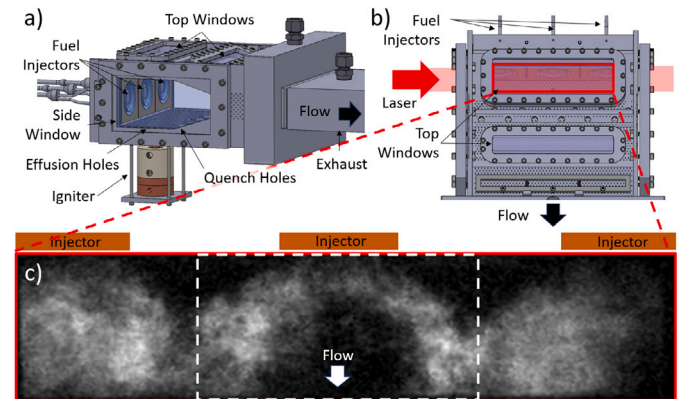 a)
Top Windows
Fuel
Injectors
Side
Window
Effusion Holes
Igniter
Quench Holes
Flow
Exhaust
b)
Fuel
Injectors
Laser
Top
Windows
Flow
Injector
Injector
Injector
c)
Flow